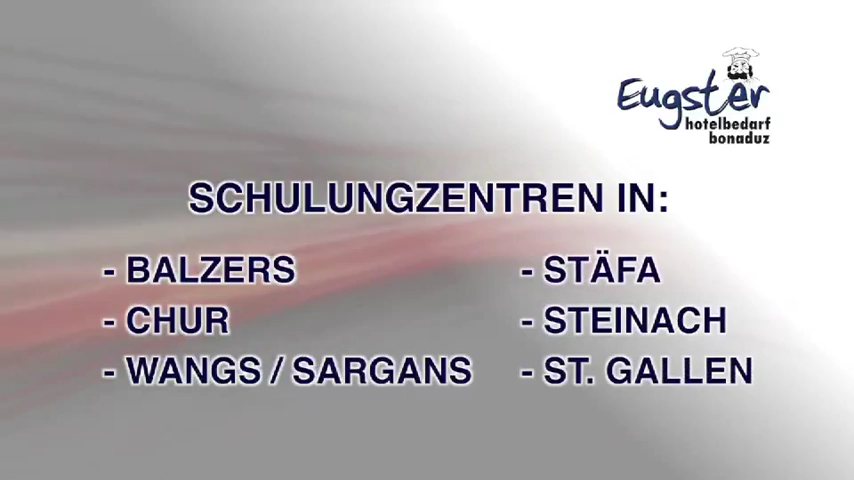 Eugster
hotelbedarf
bonaduz
SCHULUNGZENTREN IN:
- BALZERS
- CHUR
- WANGS / SARGANS
- STÄFA
- STEINACH
- ST. GALLEN